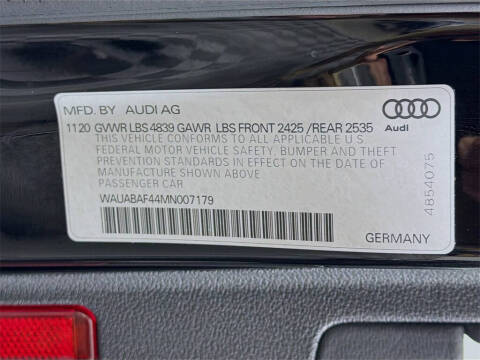 MFD. BY AUDI AG
1120 GVWR LBS 4839 GAWR LBS FRONT 2425 /REAR 2535
THIS VEHICLE CONFORMS TO ALL APPLICABLE U S
FEDERAL MOTOR VEHICLE SAFETY, BUMPER AND THEFT
STANDARDS IN EFFECT ON THE DATE OF
MANUFACTURE SHOWN ABOVE
PASSENGER CAR
WAUABAF44MN007179
Audi
4854075
GERMANY